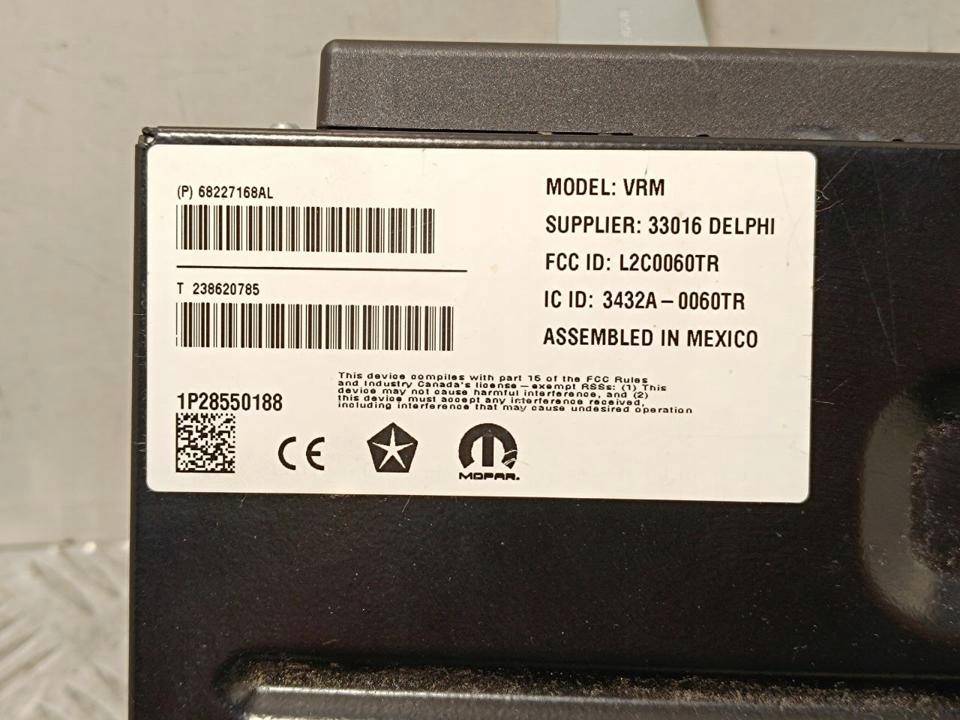 (P) 68227168AL
T 238620785
MODEL: VRM
SUPPLIER: 33016 DELPHI
FCC ID: L2C0060TR
IC ID: 3432A-0060TR
ASSEMBLED IN MEXICO
This device complies with part 15 of the FCC Rules
and Industry Canada's license-exempt RSSs: (1) This
device may not cause harmful interference, and (2)
this device must accept any interference received,
including interference that may cause undesired operation
1P28550188
CE
MOPAR.